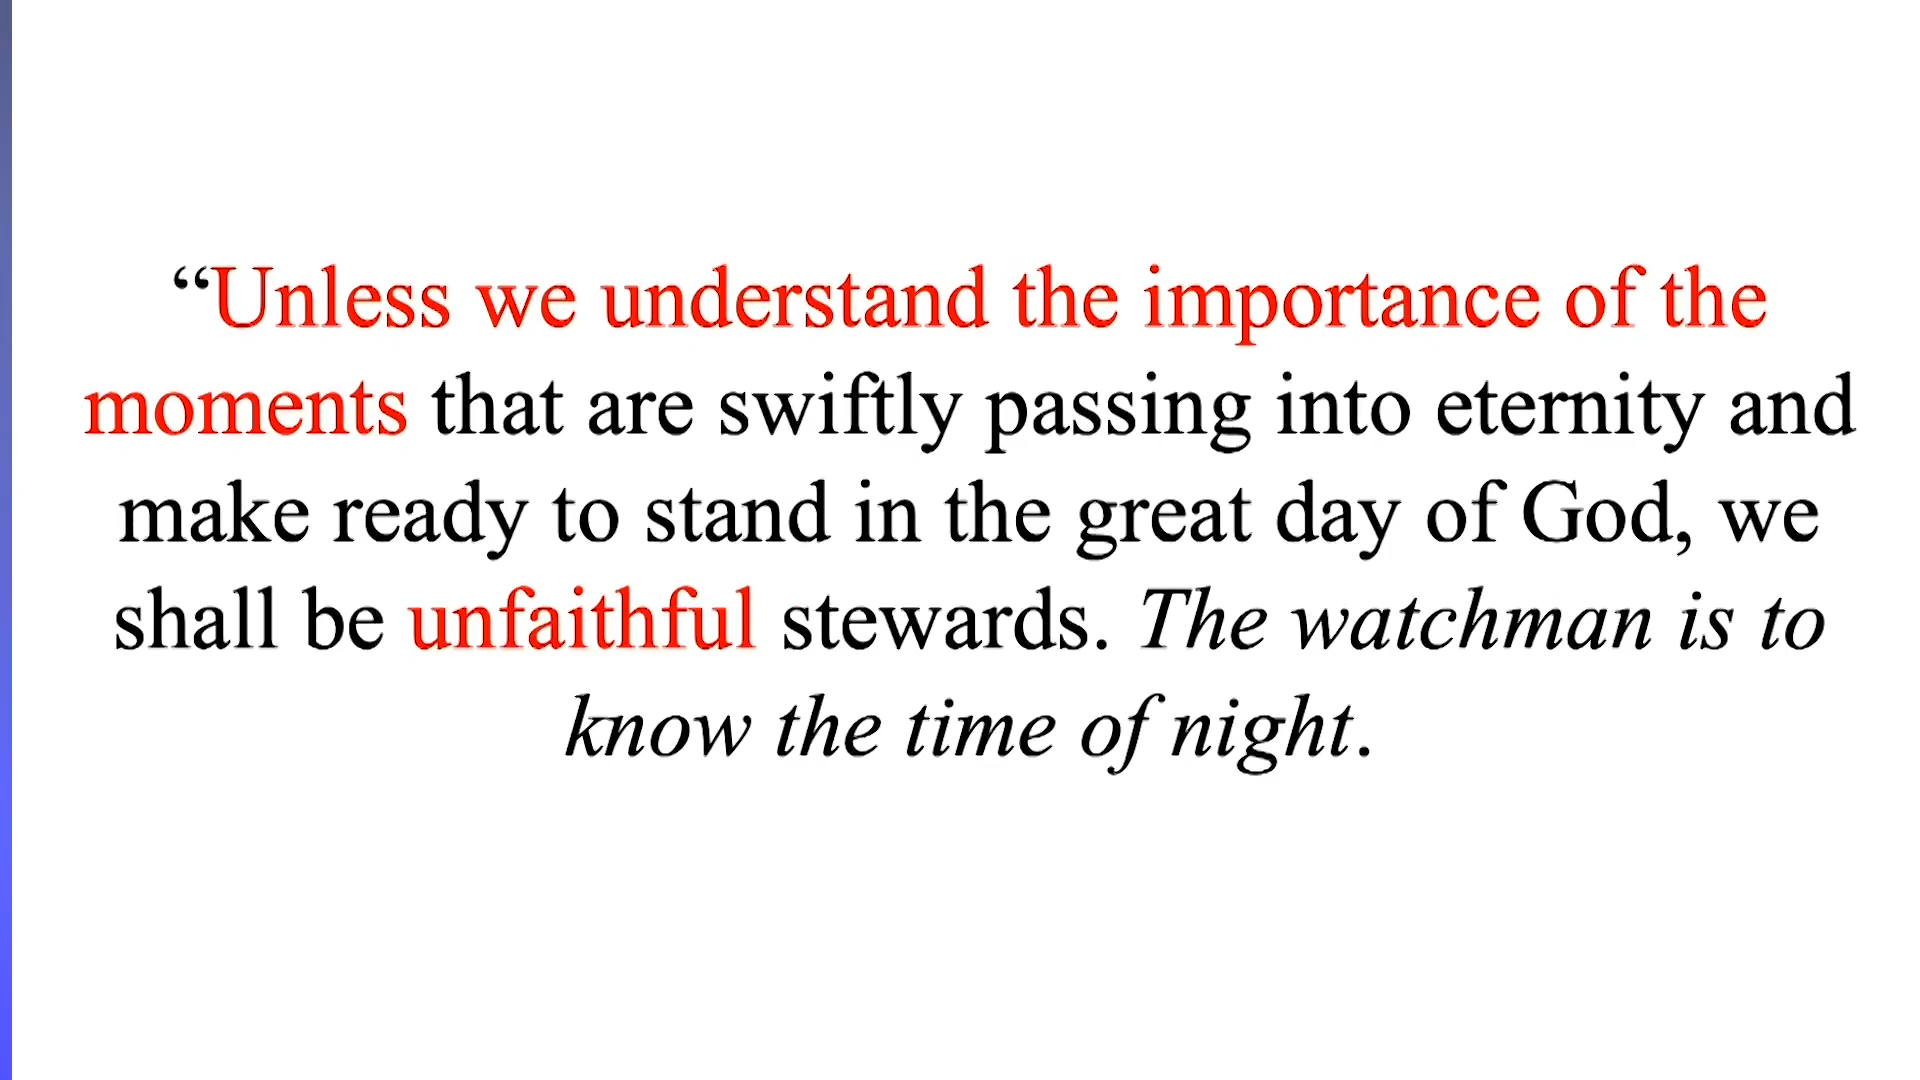 “Unless we understand the importance of the
moments that are swiftly passing into eternity and
make ready to stand in the great day of God, we
shall be unfaithful stewards. The watchman is to
know the time of night.